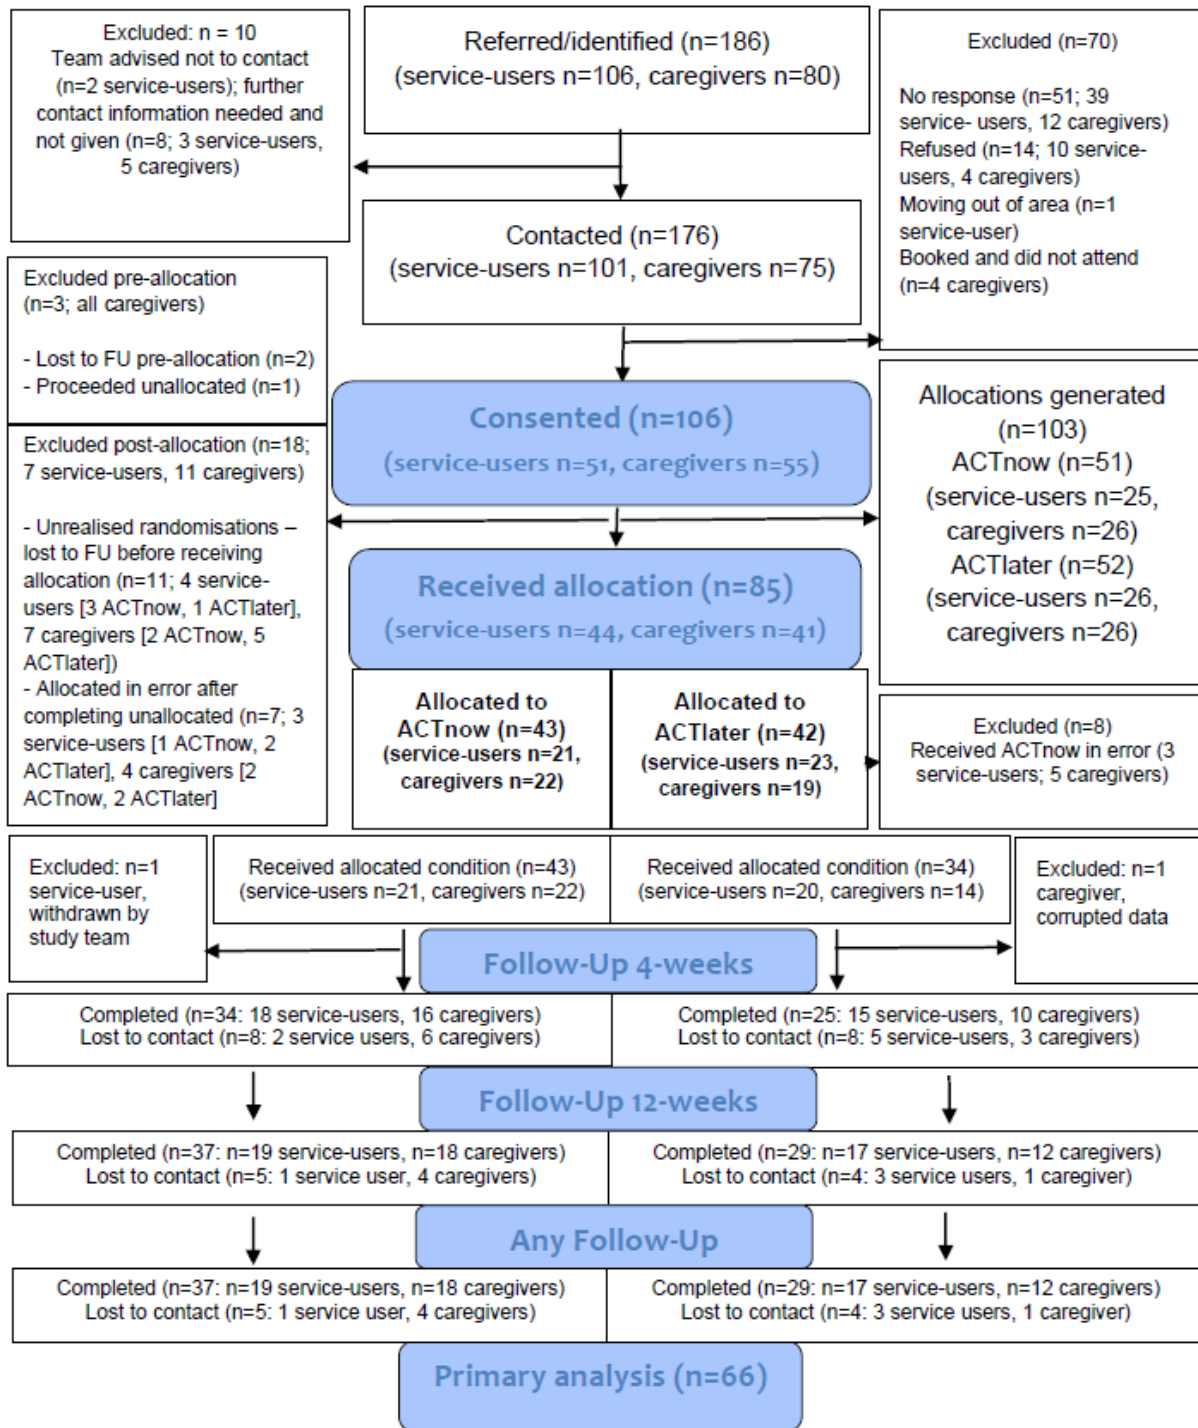 Excluded: n = 10
Team advised not to contact
(n=2 service-users); further
contact information needed and
not given (n=8; 3 service-users,
5 caregivers)
Referred/identified (n=186)
(service-users n=106, caregivers n=80)
Excluded (n=70)
No response (n=51; 39
service- users, 12 caregivers)
Refused (n=14; 10 service-
users, 4 caregivers)
Moving out of area (n=1
service-user)
Booked and did not attend
(n=4 caregivers)
Contacted (n=176)
(service-users n=101, caregivers n=75)
Excluded pre-allocation
(n=3; all caregivers)
- Lost to FU pre-allocation (n=2)
- Proceeded unallocated (n=1)
Consented (n=106)
(service-users n=51, caregivers n=55)
Allocations generated
(n=103)
ACTnow (n=51)
(service-users n=25,
caregivers n=26)
ACTlater (n=52)
(service-users n=26,
caregivers n=26)
Excluded post-allocation (n=18;
7 service-users, 11 caregivers)
- Unrealised randomisations –
lost to FU before receiving
allocation (n=11; 4 service-
users [3 ACTnow, 1 ACTlater],
7 caregivers [2 ACTnow, 5
ACTlater])
- Allocated in error after
completing unallocated (n=7; 3
service-users [1 ACTnow, 2
ACTlater], 4 caregivers [2
ACTnow, 2 ACTlater]
Received allocation (n=85)
(service-users n=44, caregivers n=41)
Allocated to
ACTnow (n=43)
(service-users n=21,
caregivers n=22)
Allocated to
ACTlater (n=42)
(service-users n=23,
caregivers n=19)
Excluded (n=8)
Received ACTnow in error (3
service-users; 5 caregivers)
Excluded: n=1
service-user,
withdrawn by
study team
Received allocated condition (n=43)
(service-users n=21, caregivers n=22)
Received allocated condition (n=34)
(service-users n=20, caregivers n=14)
Excluded: n=1
caregiver,
corrupted data
Follow-Up 4-weeks
Completed (n=34: 18 service-users, 16 caregivers)
Lost to contact (n=8: 2 service users, 6 caregivers)
Completed (n=25: 15 service-users, 10 caregivers)
Lost to contact (n=8: 5 service-users, 3 caregivers)
Follow-Up 12-weeks
Completed (n=37: n=19 service-users, n=18 caregivers)
Lost to contact (n=5: 1 service user, 4 caregivers)
Completed (n=29: n=17 service-users, n=12 caregivers)
Lost to contact (n=4: 3 service users, 1 caregiver)
Any Follow-Up
Completed (n=37: n=19 service-users, n=18 caregivers)
Lost to contact (n=5: 1 service user, 4 caregivers)
Completed (n=29: n=17 service-users, n=12 caregivers)
Lost to contact (n=4: 3 service users, 1 caregiver)
Primary analysis (n=66)